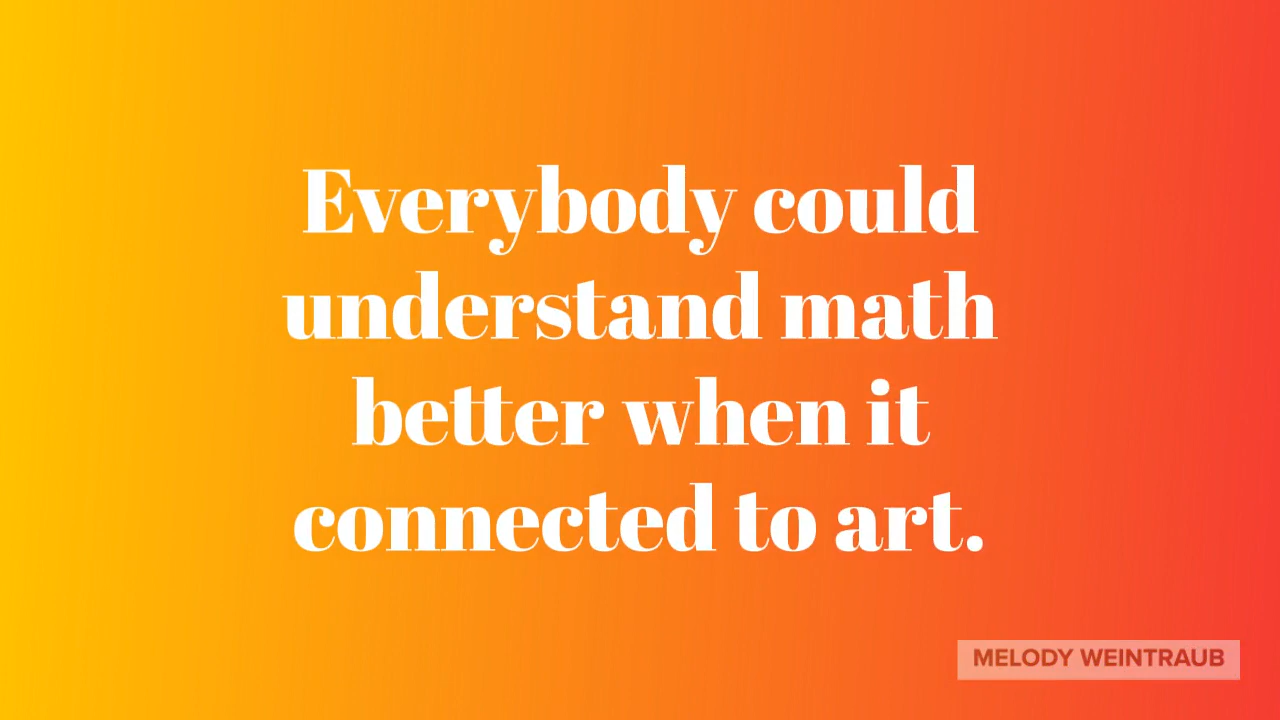 Everybody could
understand math
better when it
connected to art.
MELODY WEINTRAUB